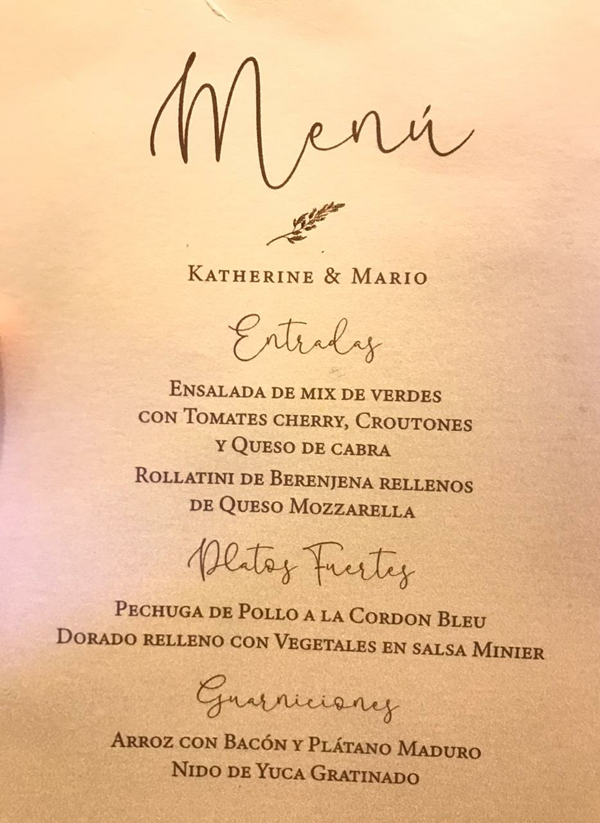 Menú
Katherine & Mario
Entradas
Ensalada de mix de verdes
con Tomates cherry, Croutones
y Queso de cabra
Rollatini de Berenjena rellenos
de Queso Mozzarella
Platos Fuertes
Pechuga de Pollo a la Cordon Bleu
Dorado relleno con Vegetales en salsa Minier
Guarniciones
Arroz con Bacón y Plátano Maduro
Nido de Yuca Gratinado